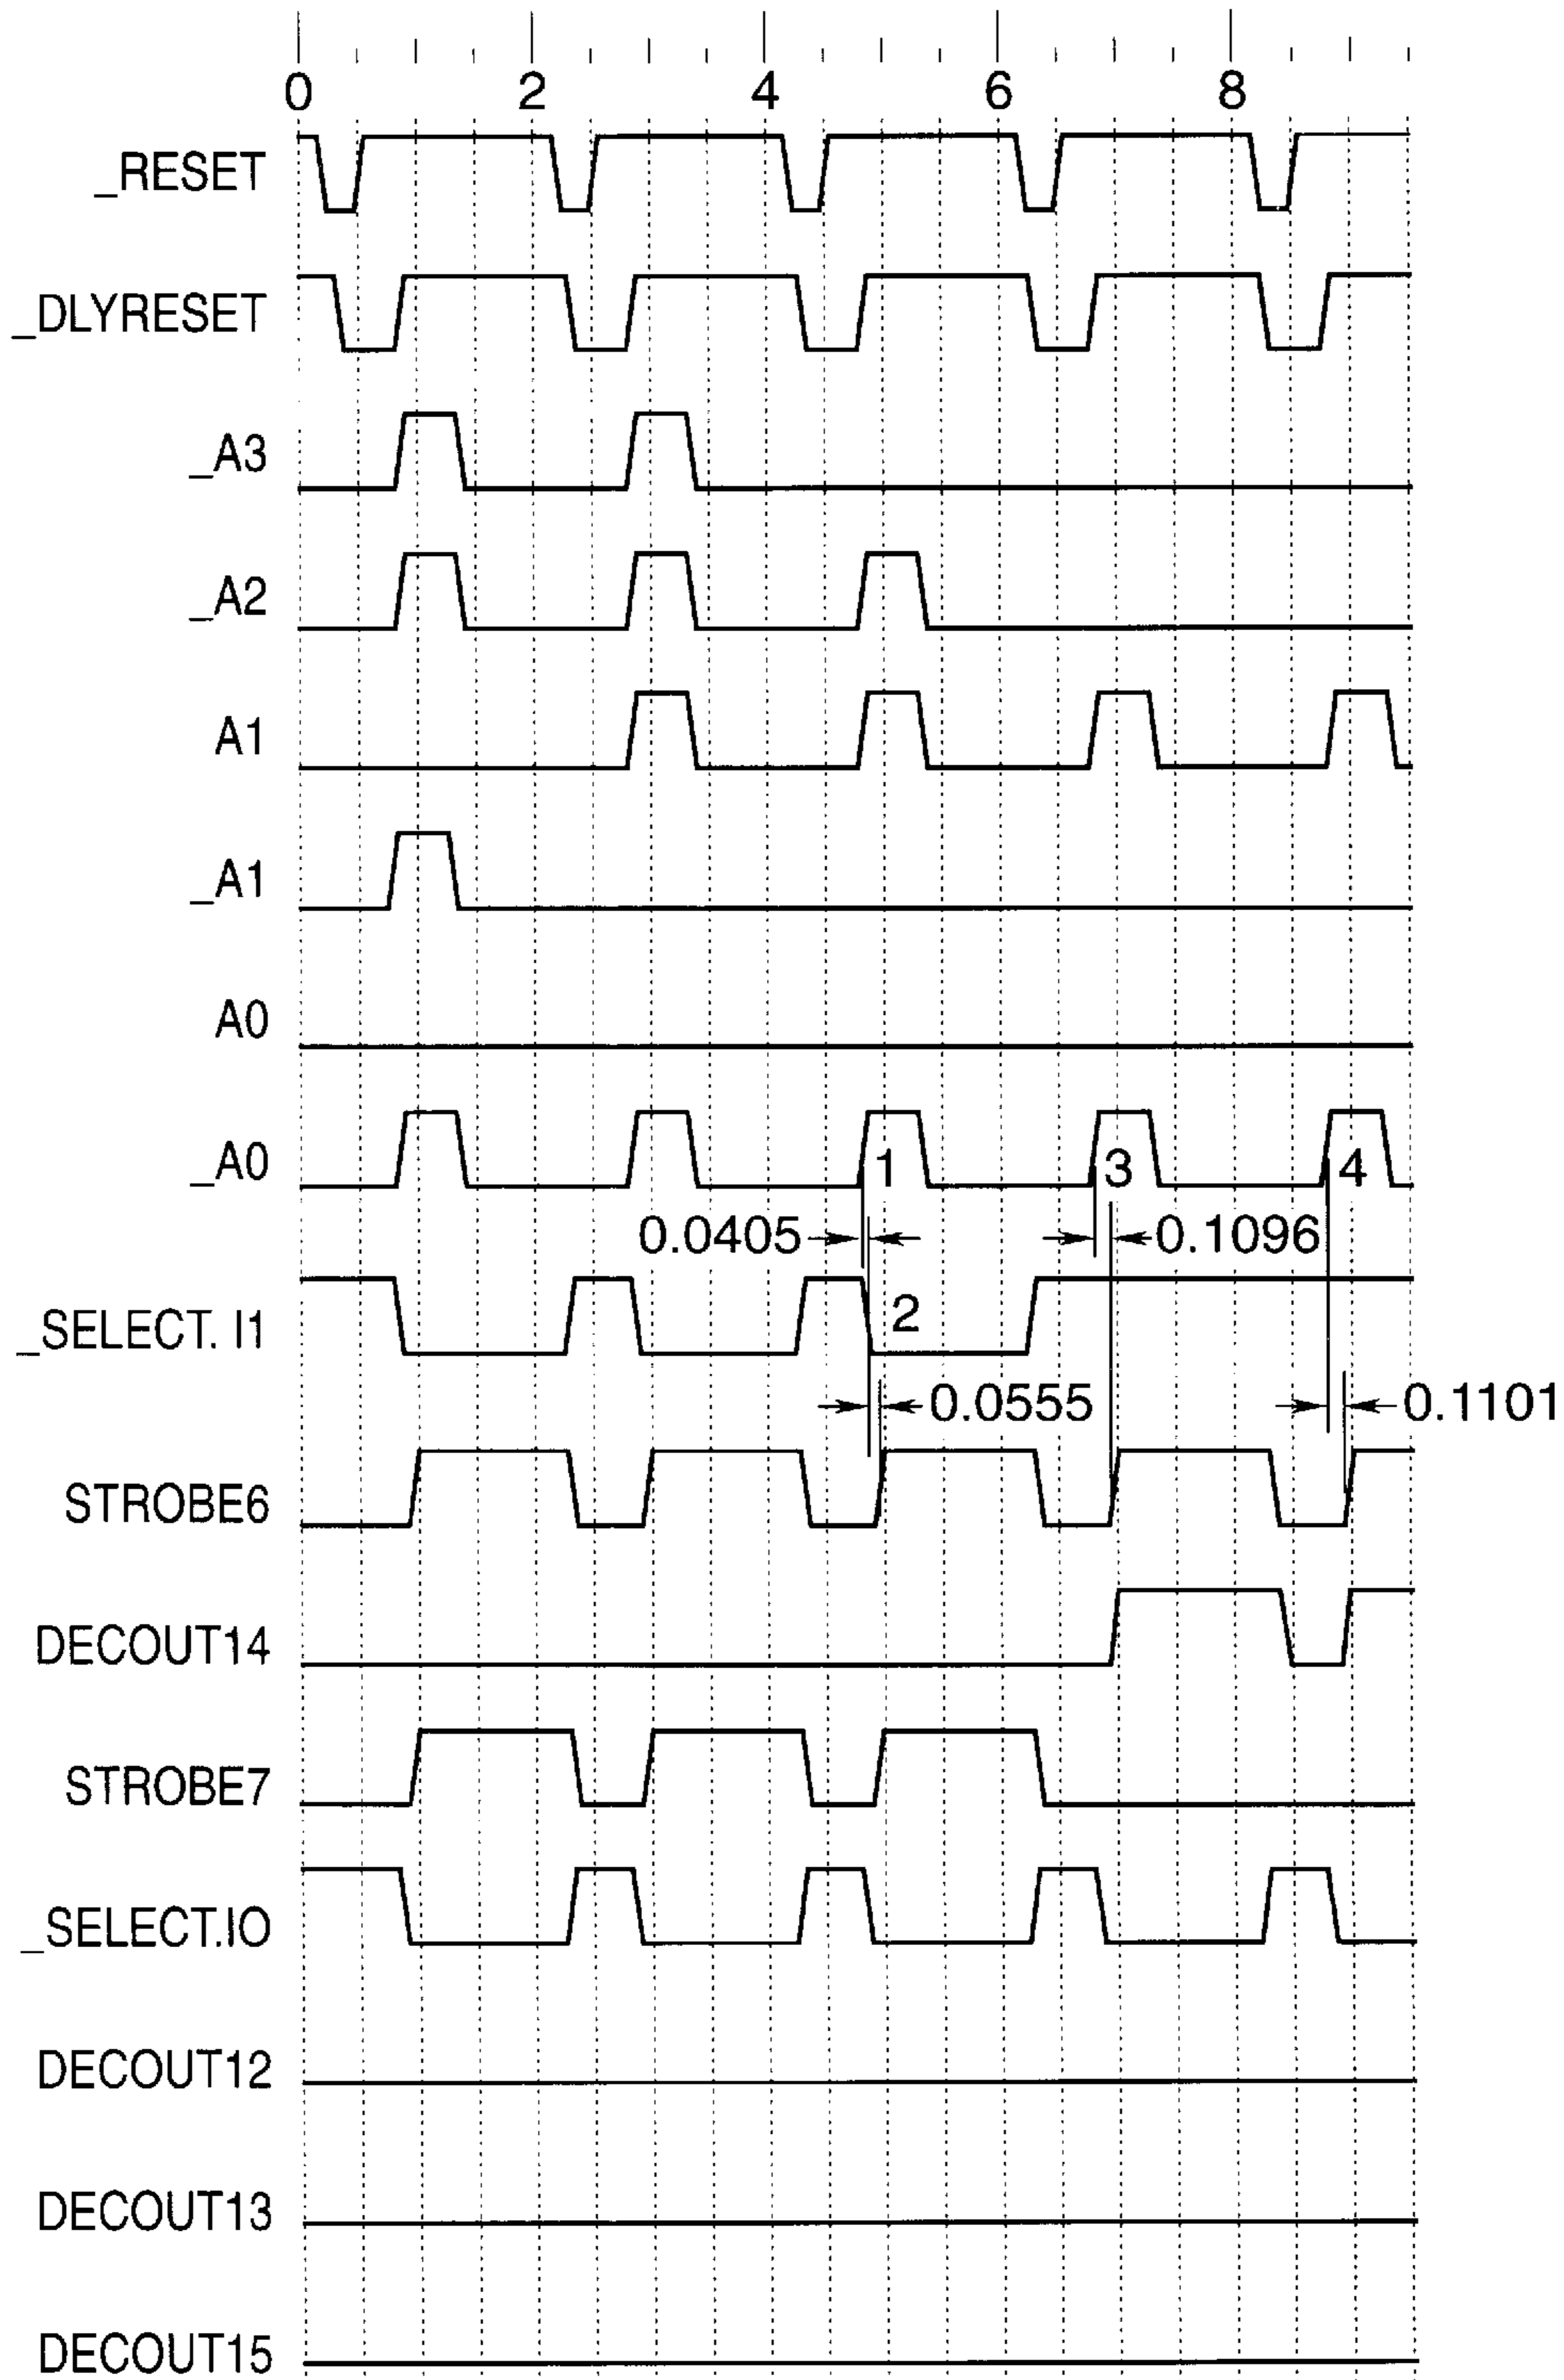 0 2 4 6 8
_RESET
_DLYRESET
_A3
_A2
A1
_A1
A0
_A0
1 3 4
0.0405 0.1096
_SELECT. I1
2
0.0555 0.1101
STROBE6
DECOUT14
STROBE7
_SELECT.IO
DECOUT12
DECOUT13
DECOUT15